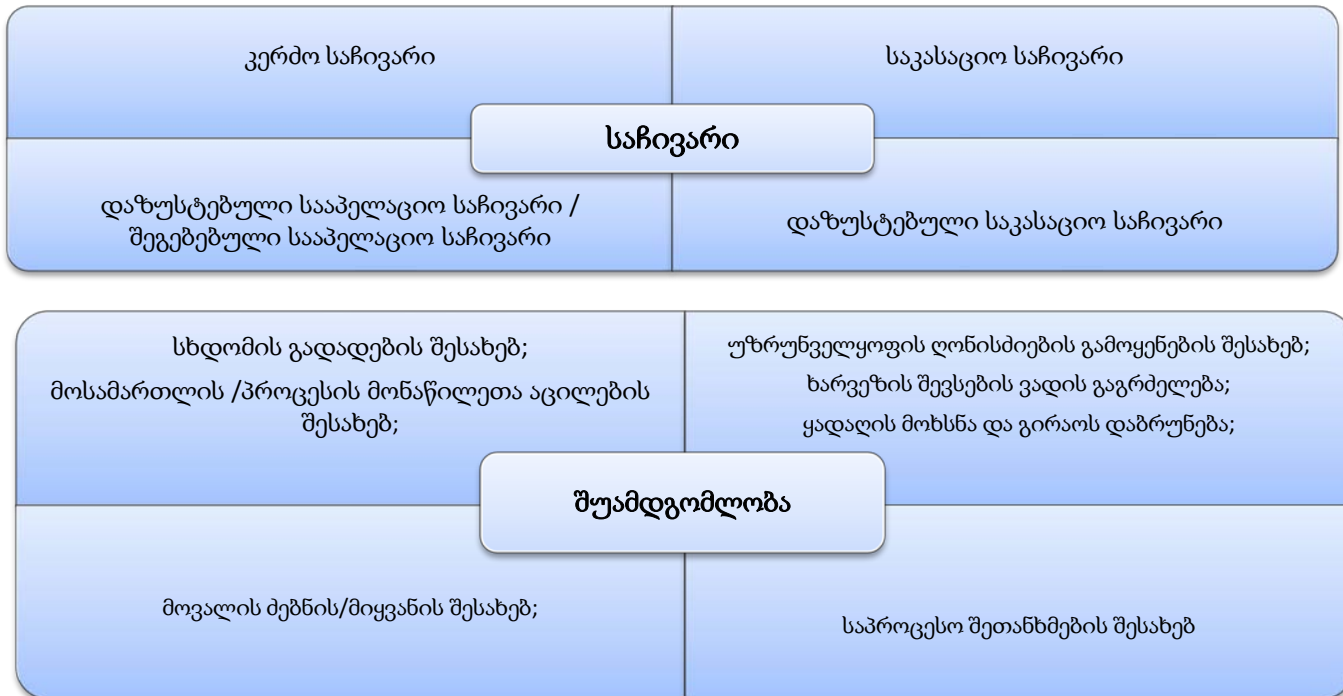 კერძო საჩივარი
საკასაციო საჩივარი
საჩივარი
დაზუსტებული სააპელაციო საჩივარი /
შეგებებული სააპელაციო საჩივარი
დაზუსტებული საკასაციო საჩივარი
სხდომის გადადების შესახებ;
მოსამართლის /პროცესის მონაწილეთა აცილების
შესახებ;
უზრუნველყოფის ღონისძიების გამოყენების შესახებ;
ხარვეზის შევსების ვადის გაგრძელება;
ყადაღის მოხსნა და გირაოს დაბრუნება;
შუამდგომლობა
მოვალის ძებნის/მიყვანის შესახებ;
საპროცესო შეთანხმების შესახებ